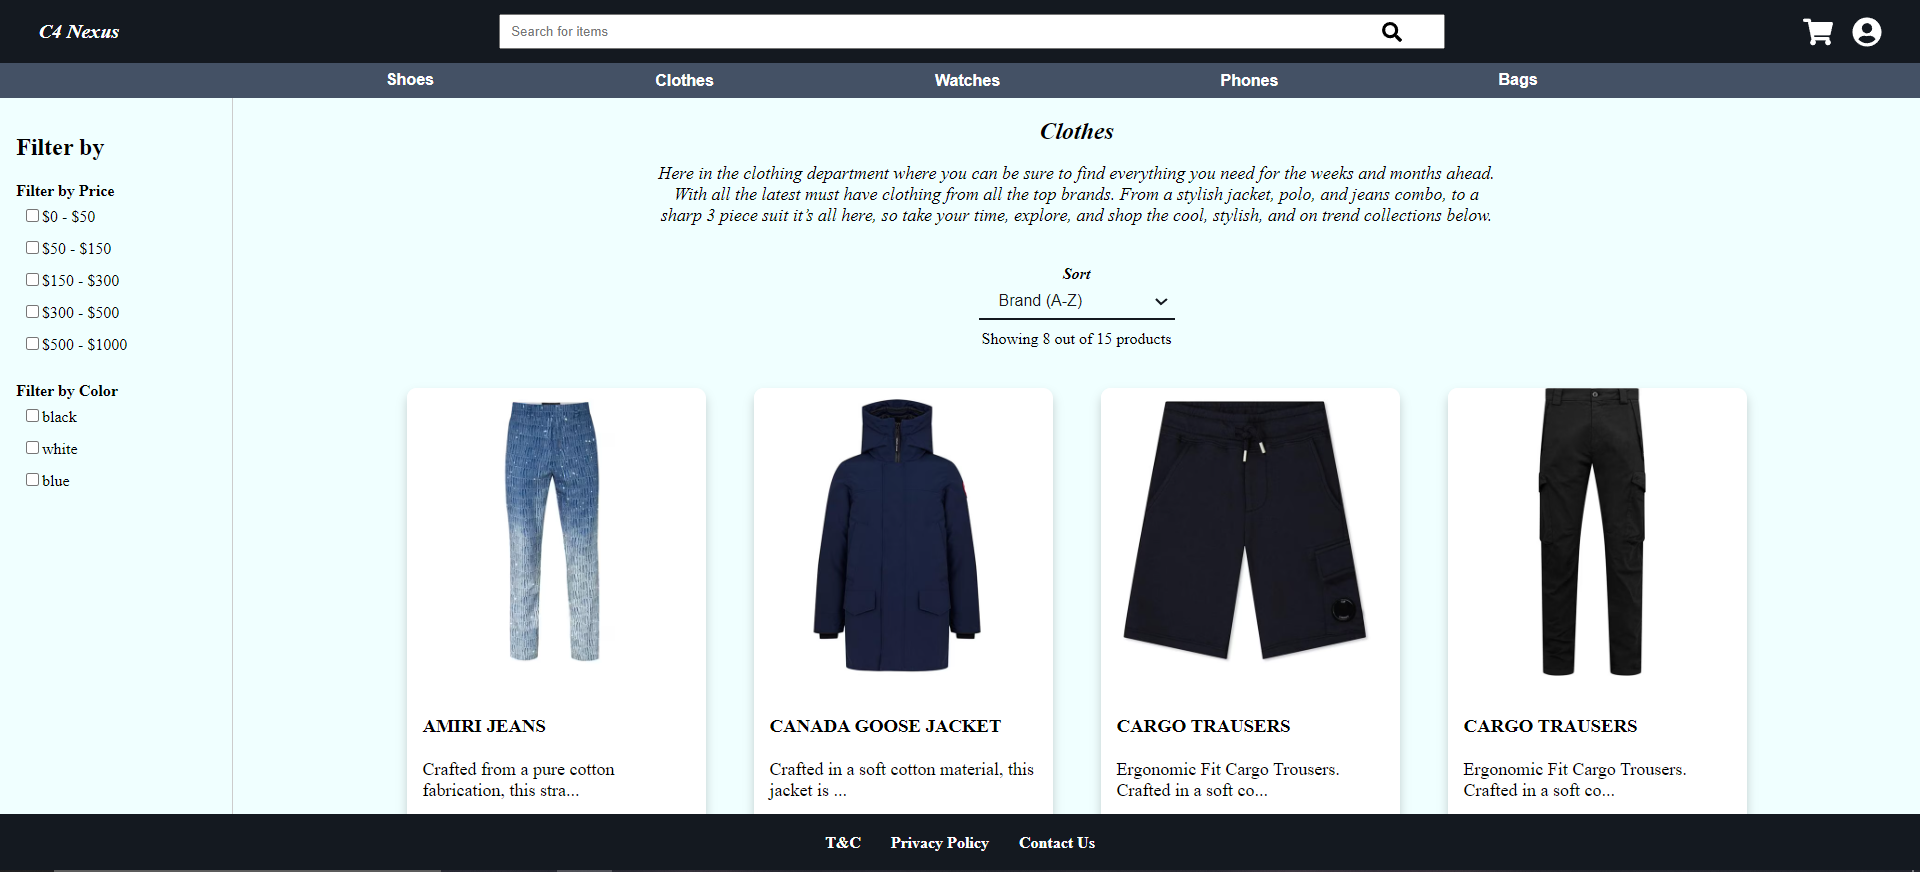 C4 Nexus
Search for items
Shoes
Clothes
Watches
Phones
Bags
Filter by
Filter by Price
$0 - $50
$50 - $150
$150 - $300
$300 - $500
$500 - $1000
Filter by Color
black
white
blue
Clothes
Here in the clothing department where you can be sure to find everything you need for the weeks and months ahead.
With all the latest must have clothing from all the top brands. From a stylish jacket, polo, and jeans combo, to a
sharp 3 piece suit it's all here, so take your time, explore, and shop the cool, stylish, and on trend collections below.
Sort
Brand (A-Z)
Showing 8 out of 15 products
AMIRI JEANS
Crafted from a pure cotton
fabrication, this stra...
CANADA GOOSE JACKET
Crafted in a soft cotton material, this
jacket is ...
CARGO TRAUSERS
Ergonomic Fit Cargo Trousers.
Crafted in a soft co...
CARGO TRAUSERS
Ergonomic Fit Cargo Trousers.
Crafted in a soft co...
T&C
Privacy Policy
Contact Us